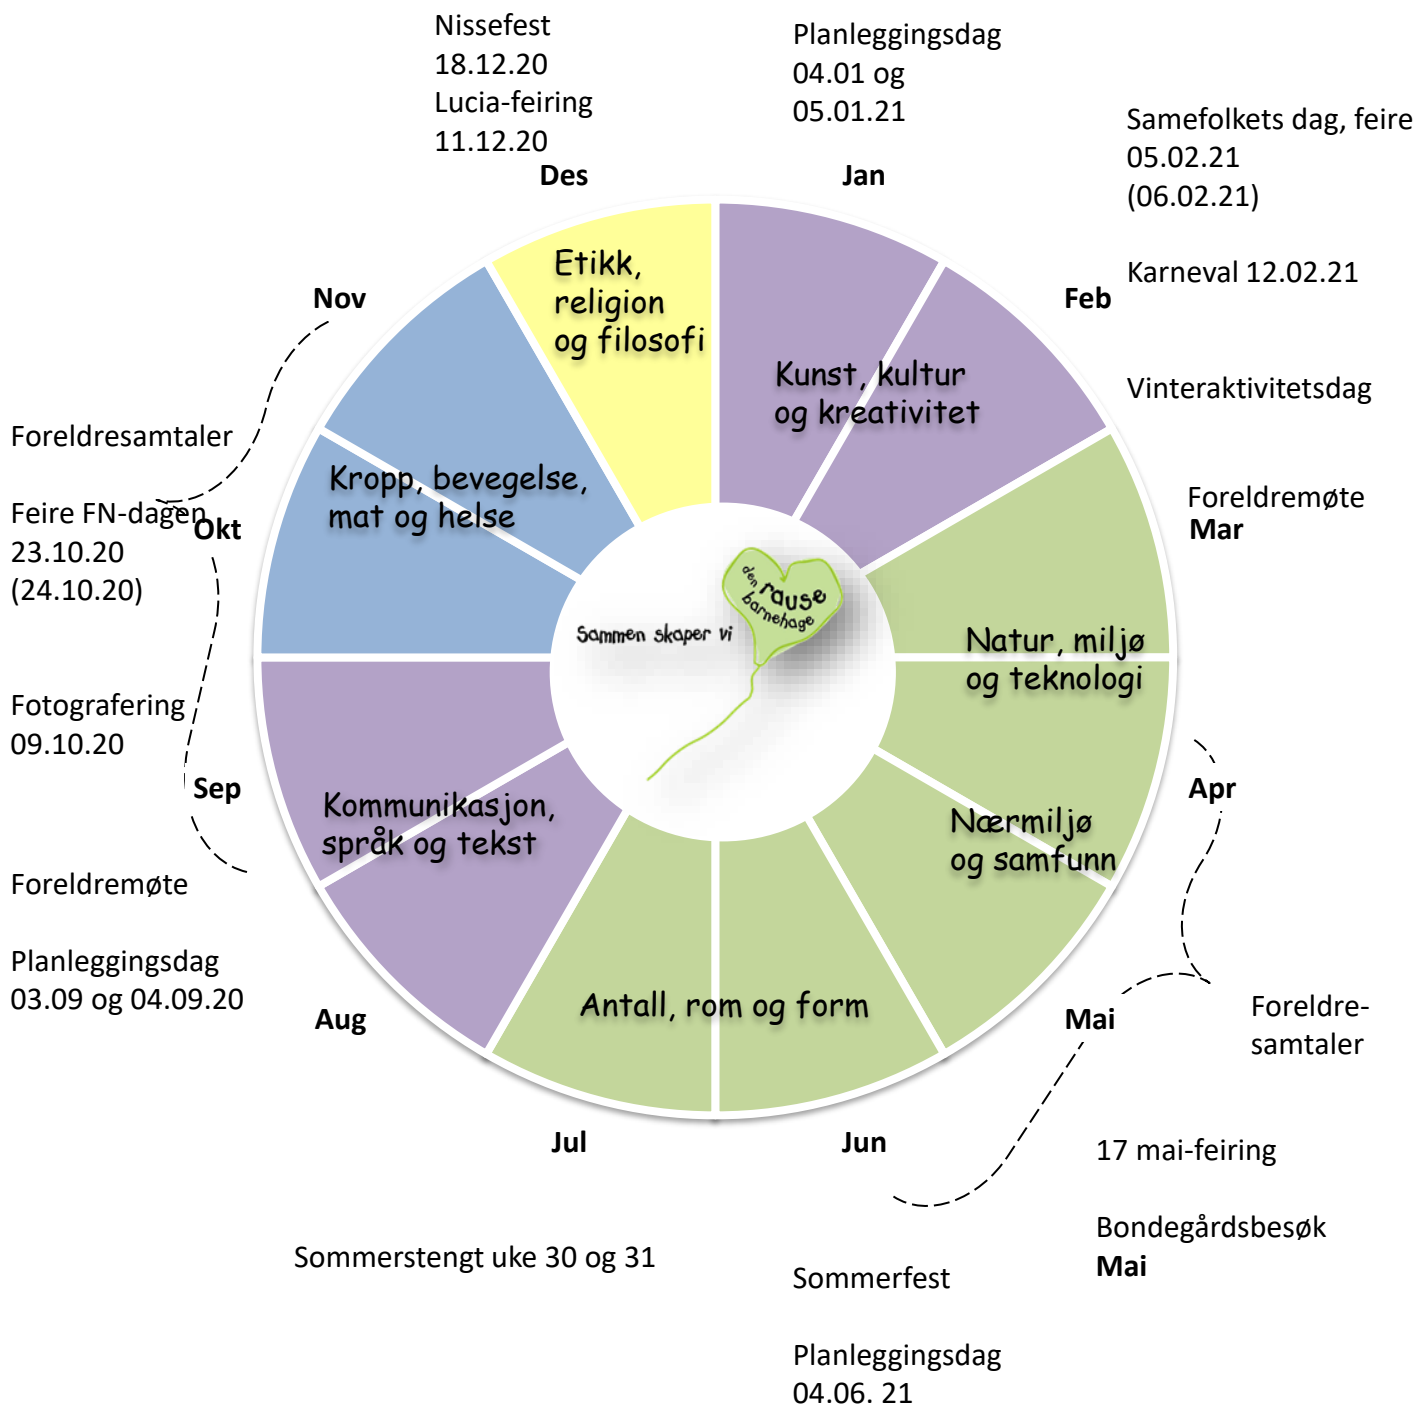 Nissefest
18.12.20
Lucia-feiring
11.12.20
Des
Planleggingsdag
04.01 og
05.01.21
Jan
Samefolkets dag, feire
05.02.21
(06.02.21)
Karneval 12.02.21
Feb
Vinteraktivitetsdag
Foreldremøte
Mar
Apr
Foreldre-
samtaler
Mai
17 mai-feiring
Bondegårdsbesøk
Mai
Jun
Sommerfest
Planleggingsdag
04.06. 21
Jul
Sommerstengt uke 30 og 31
Aug
Foreldremøte
Planleggingsdag
03.09 og 04.09.20
Sep
Fotografering
09.10.20
Feire FN-dagen
Okt
23.10.20
(24.10.20)
Foreldresamtaler
Nov
Etikk,
religion
og filosofi
Kunst, kultur
og kreativitet
Natur, miljø
og teknologi
Nærmiljø
og samfunn
Antall, rom og form
Kommunikasjon,
språk og tekst
Kropp, bevegelse,
mat og helse
Sammen skaper vi
den
rause
barnehage